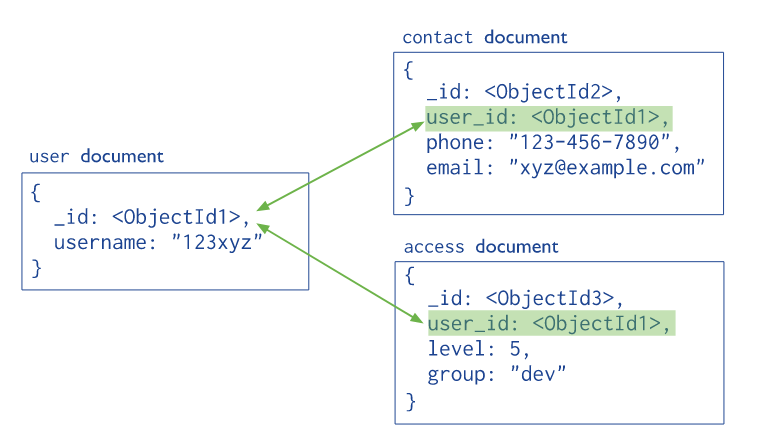 user document
{
_id: <ObjectId1>,
username: "123xyz"
}
contact document
{
_id: <ObjectId2>,
user_id: <ObjectId1>,
phone: "123-456-7890",
email: "xyz@example.com"
}
access document
{
_id: <ObjectId3>,
user_id: <ObjectId1>,
level: 5,
group: "dev"
}